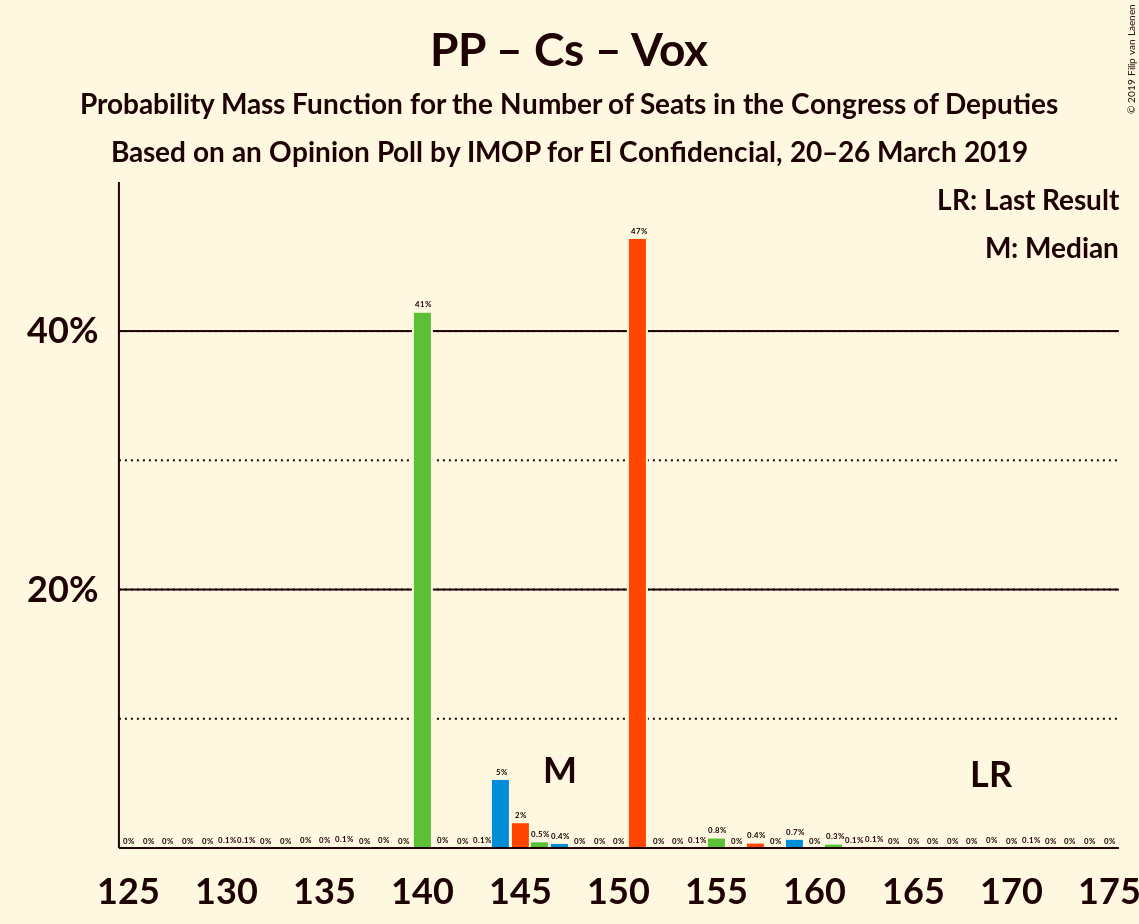 © 2019 Filip van Laenen
PP – Cs – Vox
Probability Mass Function for the Number of Seats in the Congress of Deputies
Based on an Opinion Poll by IMOP for El Confidencial, 20–26 March 2019
LR: Last Result
M: Median
47%
41%
40%
20%
M
LR
5%
2%
0% 0% 0% 0% 0% 0.1% 0.1% 0% 0% 0% 0% 0.1% 0% 0% 0% 0% 0% 0.1% 0.5% 0.4% 0% 0% 0% 0% 0% 0.1% 0.8% 0% 0.4% 0% 0.7% 0% 0.3% 0.1% 0.1% 0% 0% 0% 0% 0% 0% 0% 0.1% 0% 0% 0% 0%
125 130 135 140 145 150 155 160 165 170 175